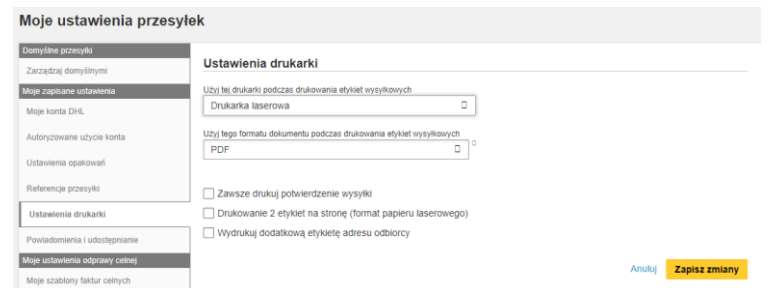 Moje ustawienia przesyłek
Domyślne przesyłki
Zarządzaj domyślnymi
Moje zapisane ustawienia
Moje konta DHL
Autoryzowane użycie konta
Ustawienia opakowań
Referencje przesyłki
Ustawienia drukarki
Powiadomienia i udostępnianie
Moje ustawienia odprawy celnej
Moje szablony faktur celnych
Ustawienia drukarki
Użyj tej drukarki podczas drukowania etykiet wysyłkowych
Drukarka laserowa
Użyj tego formatu dokumentu podczas drukowania etykiet wysyłkowych
PDF
Zawsze drukuj potwierdzenie wysyłki
Drukowanie 2 etykiet na stronę (format papieru laserowego)
Wydrukuj dodatkową etykietę adresu odbiorcy
Anuluj
Zapisz zmiany